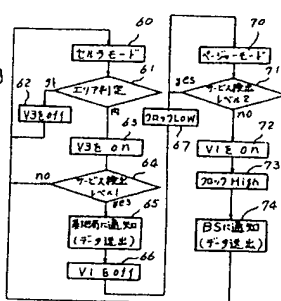 60
セルラモード
61
エリア判定
外
62
V3をoff
内
63
V3を on
64
サービス検出
レベル1
no
yes
65
基地局に通知
(データ送出)
66
V1をoff
70
ページャーモード
71
サービス検出
レベル2
yes
no
クロックLOW
67
72
V1を on
73
クロックHigh
74
BSに通知
(データ送出)